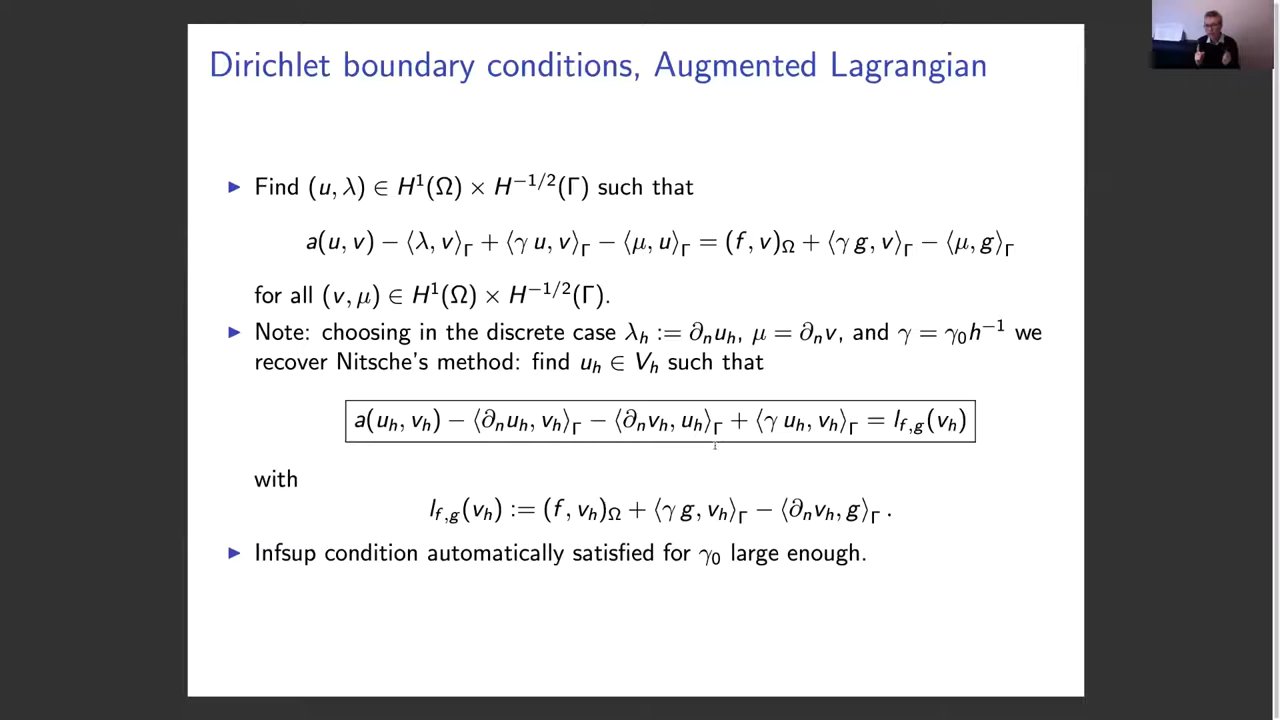 Dirichlet boundary conditions, Augmented Lagrangian
▶ Find (u, λ) ∈ H¹(Ω) × H⁻¹/²(Γ) such that
a(u, v) − ⟨λ, v⟩_Γ + ⟨γ u, v⟩_Γ − ⟨μ, u⟩_Γ = (f, v)_Ω + ⟨γ g, v⟩_Γ − ⟨μ, g⟩_Γ
for all (v, μ) ∈ H¹(Ω) × H⁻¹/²(Γ).
▶ Note: choosing in the discrete case λ_h := ∂_n u_h, μ = ∂_n v, and γ = γ₀h⁻¹ we
recover Nitsche's method: find u_h ∈ V_h such that
a(u_h, v_h) − ⟨∂_n u_h, v_h⟩_Γ − ⟨∂_n v_h, u_h⟩_Γ + ⟨γ u_h, v_h⟩_Γ = l_{f,g}(v_h)
with
l_{f,g}(v_h) := (f, v_h)_Ω + ⟨γ g, v_h⟩_Γ − ⟨∂_n v_h, g⟩_Γ .
▶ Infsup condition automatically satisfied for γ₀ large enough.